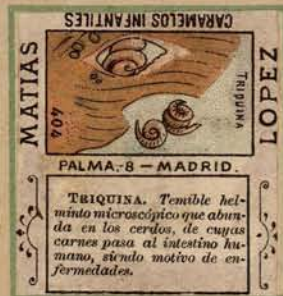 CARAMELOS INFANTILES
MATIAS
LOPEZ
TRIQUINA
404
PALMA,-8—MADRID.
TRIQUINA. Temible hel-
minto microscópico que abun-
da en los cerdos, de cuyas
carnes pasa al intestino hu-
mano, siendo motivo de en-
fermedades.